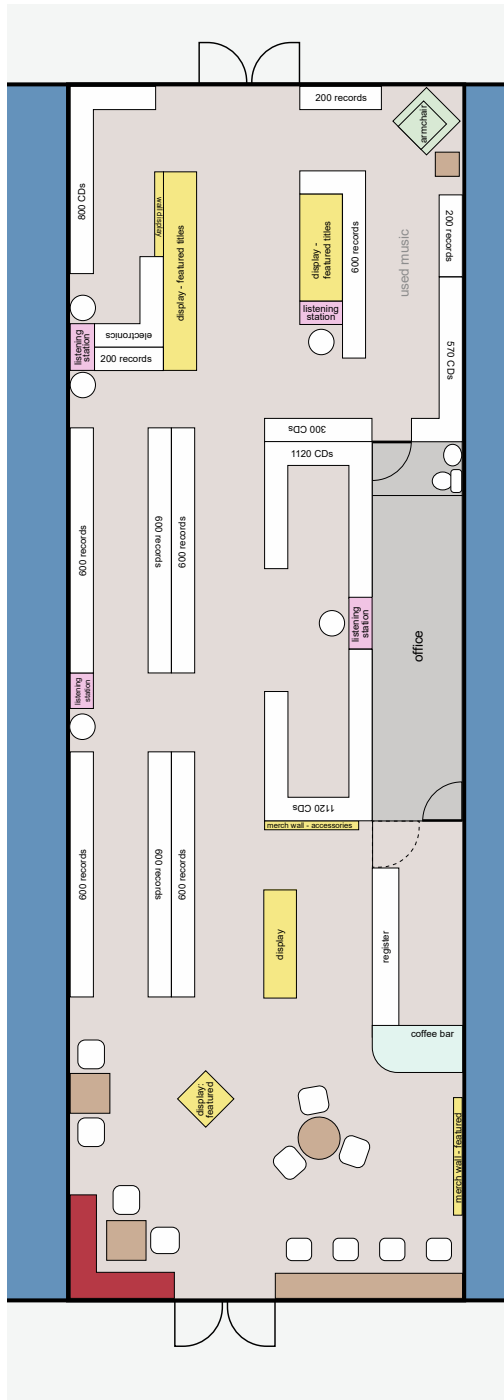 200 records
armchair
800 CDs
wall display
display - featured titles
display -
featured titles
600 records
used music
200 records
listening
station
listening
station
electronics
200 records
570 CDs
300 CDs
1120 CDs
600 records
600 records
600 records
listening
station
office
listening
station
1120 CDs
merch wall - accessories
600 records
600 records
600 records
display
register
coffee bar
display:
featured
merch wall - featured